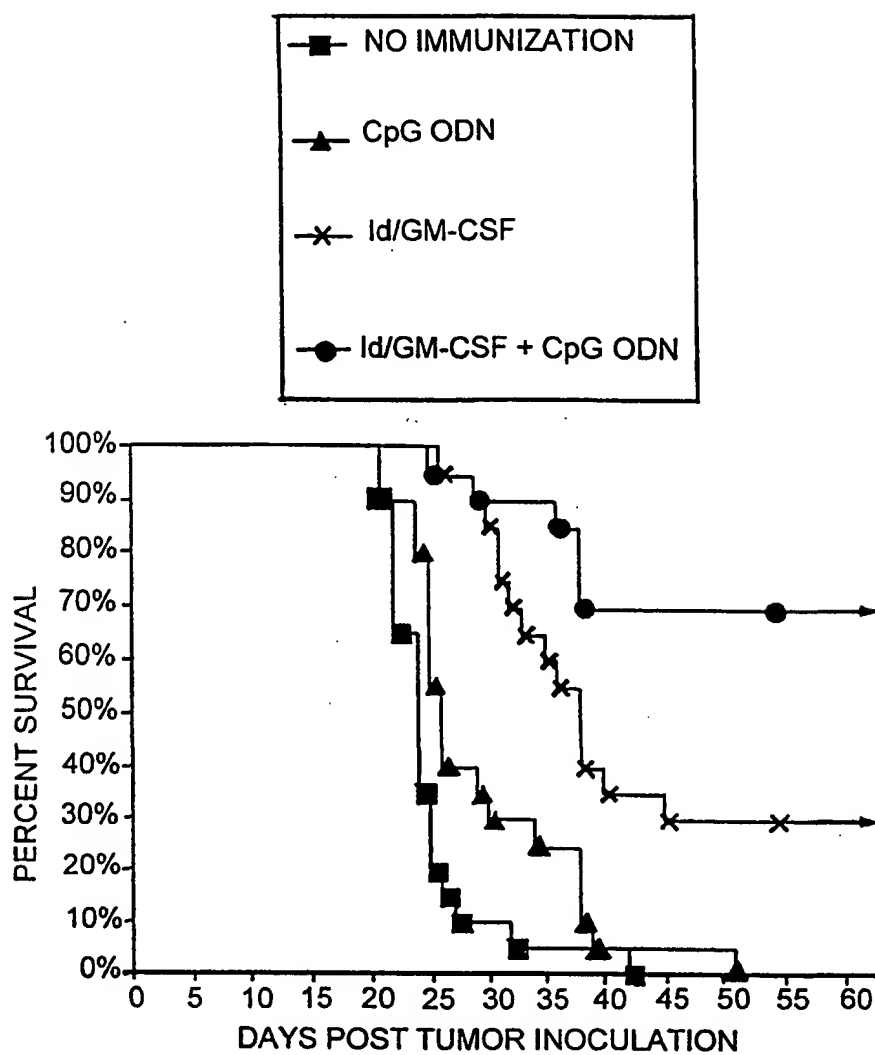 NO IMMUNIZATION
CpG ODN
Id/GM-CSF
Id/GM-CSF + CpG ODN
100%
90%
80%
70%
60%
50%
40%
30%
20%
10%
0%
PERCENT SURVIVAL
0 5 10 15 20 25 30 35 40 45 50 55 60
DAYS POST TUMOR INOCULATION